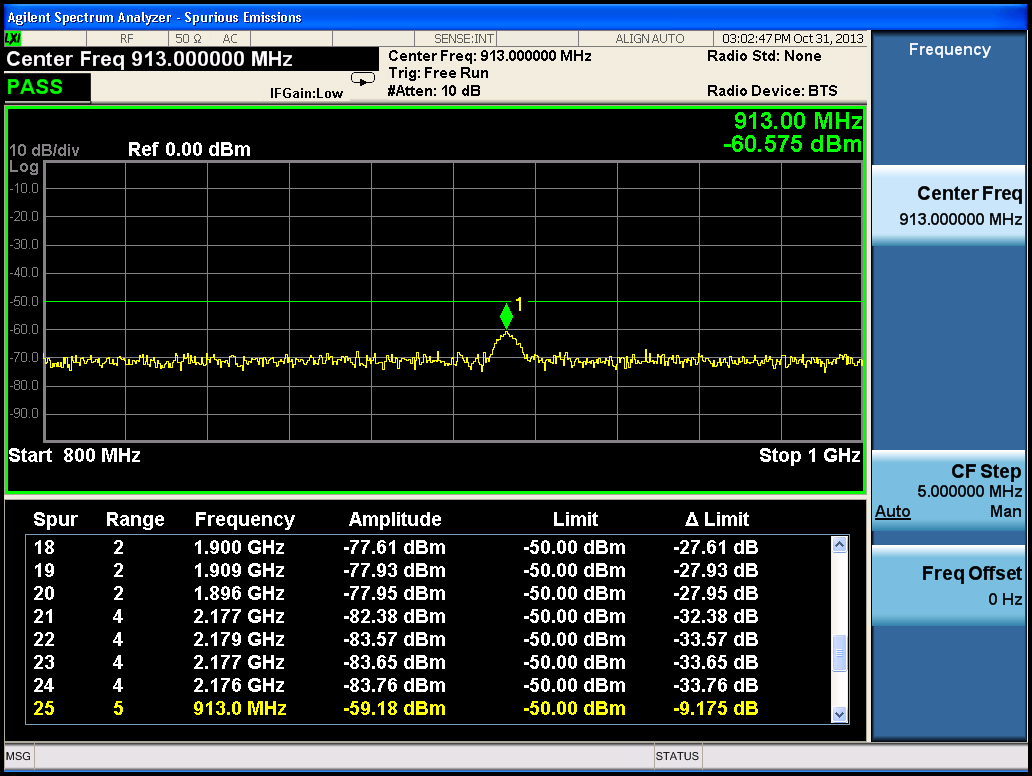 Agilent Spectrum Analyzer - Spurious Emissions
LXI RF 50 Ω AC SENSE:INT ALIGN AUTO 03:02:47 PM Oct 31, 2013
Center Freq 913.000000 MHz
Center Freq: 913.000000 MHz
Radio Std: None
Trig: Free Run
PASS
IFGain:Low
#Atten: 10 dB
Radio Device: BTS
913.00 MHz
-60.575 dBm
10 dB/div
Log
Ref 0.00 dBm
-10.0
-20.0
-30.0
-40.0
-50.0
-60.0
-70.0
-80.0
-90.0
1
Start 800 MHz
Stop 1 GHz
Spur Range Frequency Amplitude Limit Δ Limit
18 2 1.900 GHz -77.61 dBm -50.00 dBm -27.61 dB
19 2 1.909 GHz -77.93 dBm -50.00 dBm -27.93 dB
20 2 1.896 GHz -77.95 dBm -50.00 dBm -27.95 dB
21 4 2.177 GHz -82.38 dBm -50.00 dBm -32.38 dB
22 4 2.179 GHz -83.57 dBm -50.00 dBm -33.57 dB
23 4 2.177 GHz -83.65 dBm -50.00 dBm -33.65 dB
24 4 2.176 GHz -83.76 dBm -50.00 dBm -33.76 dB
25 5 913.0 MHz -59.18 dBm -50.00 dBm -9.175 dB
Frequency
Center Freq
913.000000 MHz
CF Step
5.000000 MHz
Auto Man
Freq Offset
0 Hz
MSG
STATUS